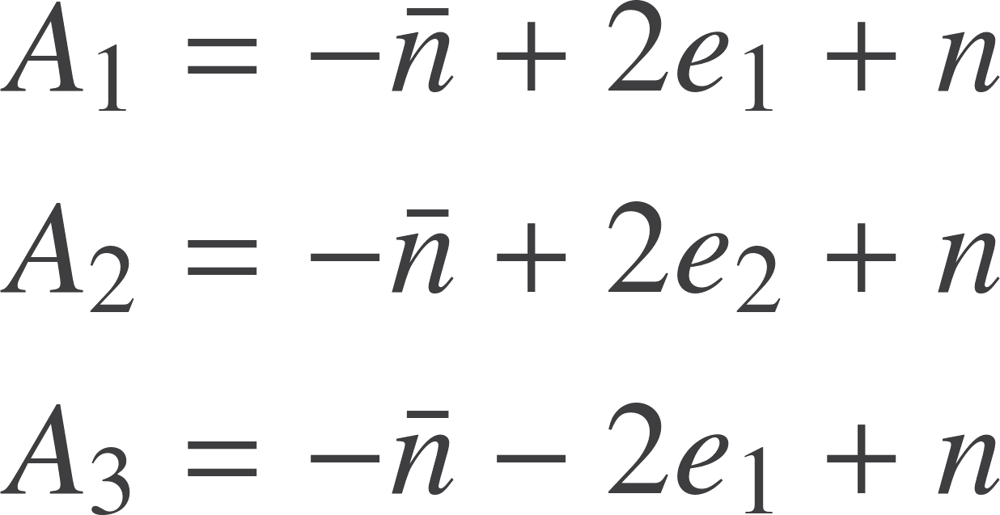 A₁ = −n̄ + 2e₁ + n
A₂ = −n̄ + 2e₂ + n
A₃ = −n̄ − 2e₁ + n